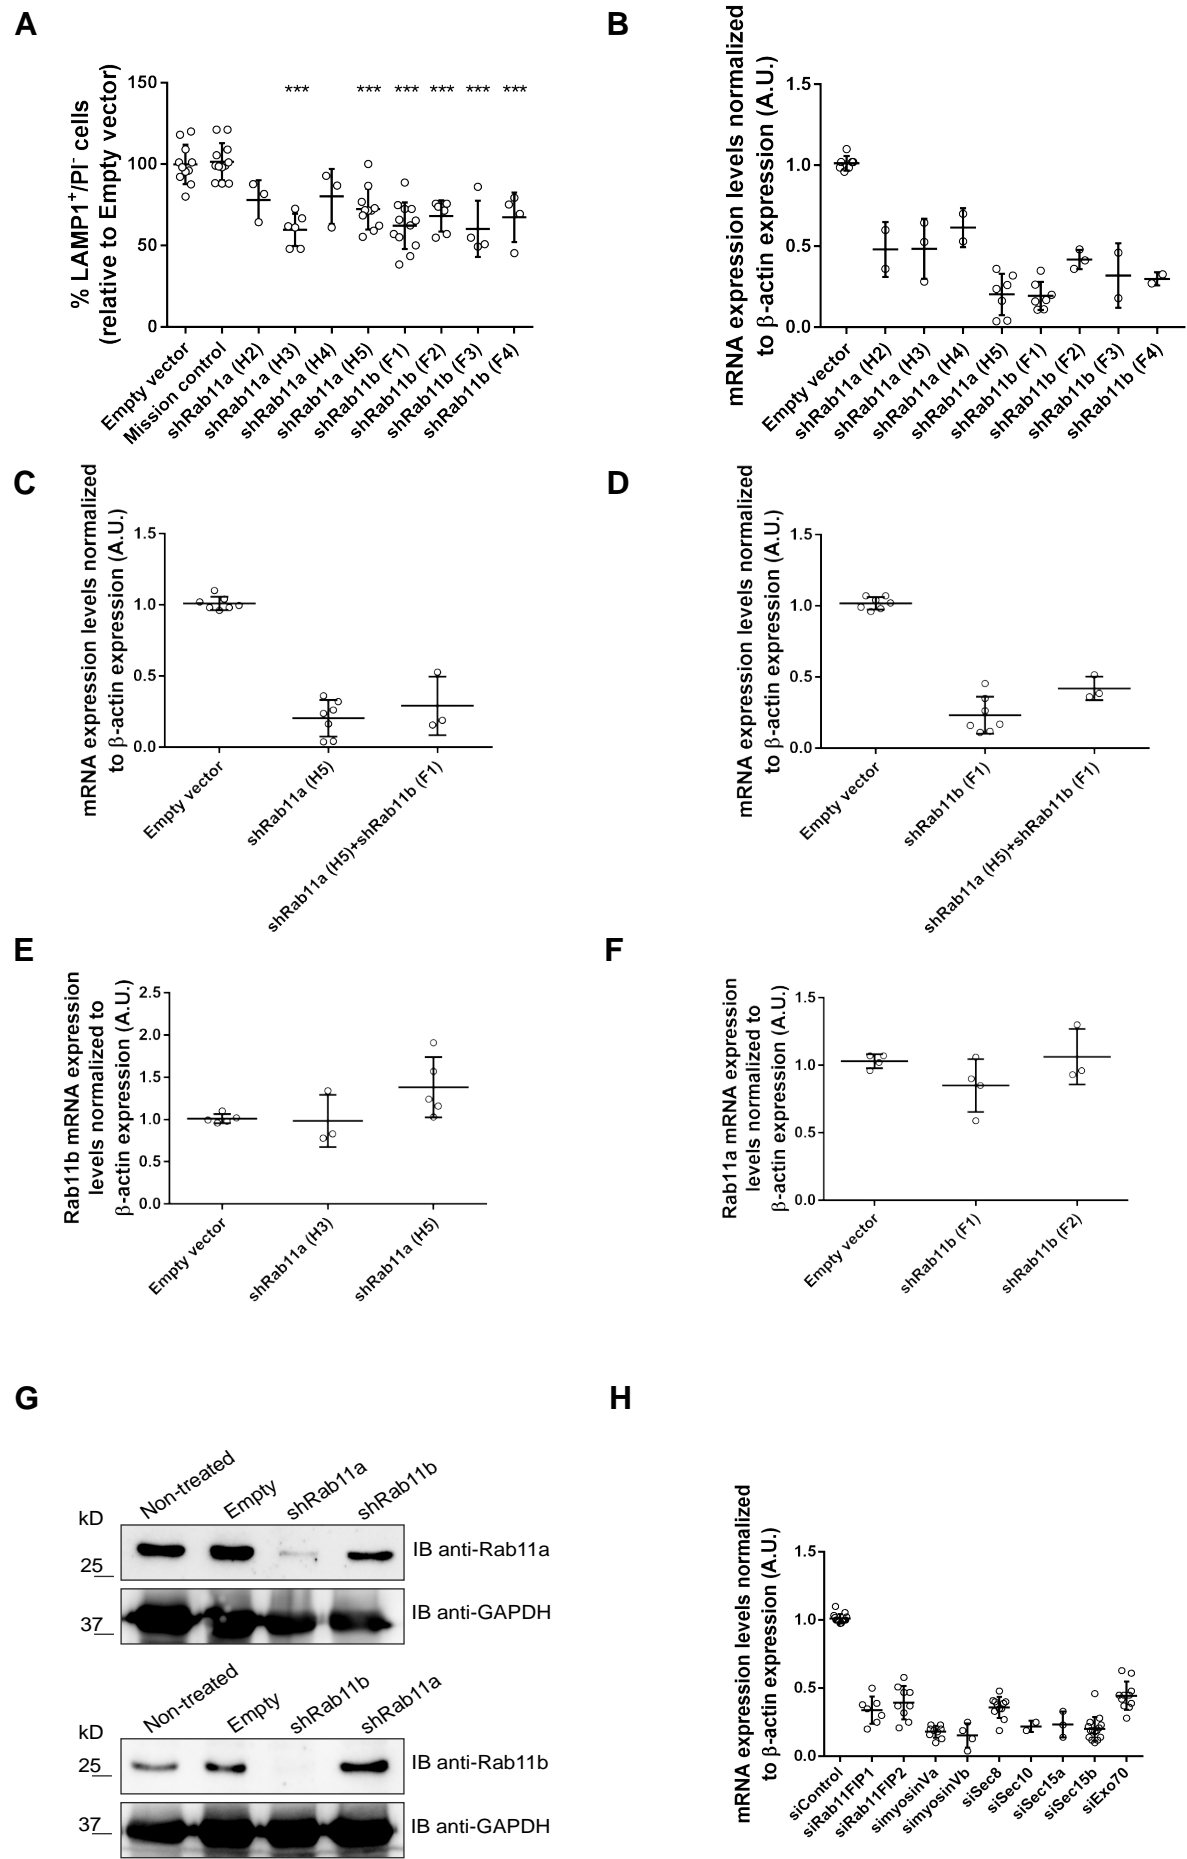 A
% LAMP1+/PI- cells
(relative to Empty vector)
150
100
50
0
*** *** *** *** *** ***
Empty vector
Mission control
shRab11a (H2)
shRab11a (H3)
shRab11a (H4)
shRab11a (H5)
shRab11b (F1)
shRab11b (F2)
shRab11b (F3)
shRab11b (F4)
B
mRNA expression levels normalized
to β-actin expression (A.U.)
1.5
1.0
0.5
0.0
Empty vector
shRab11a (H2)
shRab11a (H3)
shRab11a (H4)
shRab11a (H5)
shRab11b (F1)
shRab11b (F2)
shRab11b (F3)
shRab11b (F4)
C
mRNA expression levels normalized
to β-actin expression (A.U.)
1.5
1.0
0.5
0.0
Empty vector
shRab11a (H5)
shRab11a (H5)+shRab11b (F1)
D
mRNA expression levels normalized
to β-actin expression (A.U.)
1.5
1.0
0.5
0.0
Empty vector
shRab11b (F1)
shRab11a (H5)+shRab11b (F1)
E
Rab11b mRNA expression
levels normalized to
β-actin expression (A.U.)
2.5
2.0
1.5
1.0
0.5
0.0
Empty vector
shRab11a (H3)
shRab11a (H5)
F
Rab11a mRNA expression
levels normalized to
β-actin expression (A.U.)
1.5
1.0
0.5
0.0
Empty vector
shRab11b (F1)
shRab11b (F2)
G
Non-treated
Empty
shRab11a
shRab11b
kD
25
IB anti-Rab11a
37
IB anti-GAPDH
Non-treated
Empty
shRab11b
shRab11a
kD
25
IB anti-Rab11b
37
IB anti-GAPDH
H
mRNA expression levels normalized
to β-actin expression (A.U.)
1.5
1.0
0.5
0.0
siControl
siRab11FIP1
siRab11FIP2
simyosinVa
simyosinVb
siSec8
siSec10
siSec15a
siSec15b
siExo70